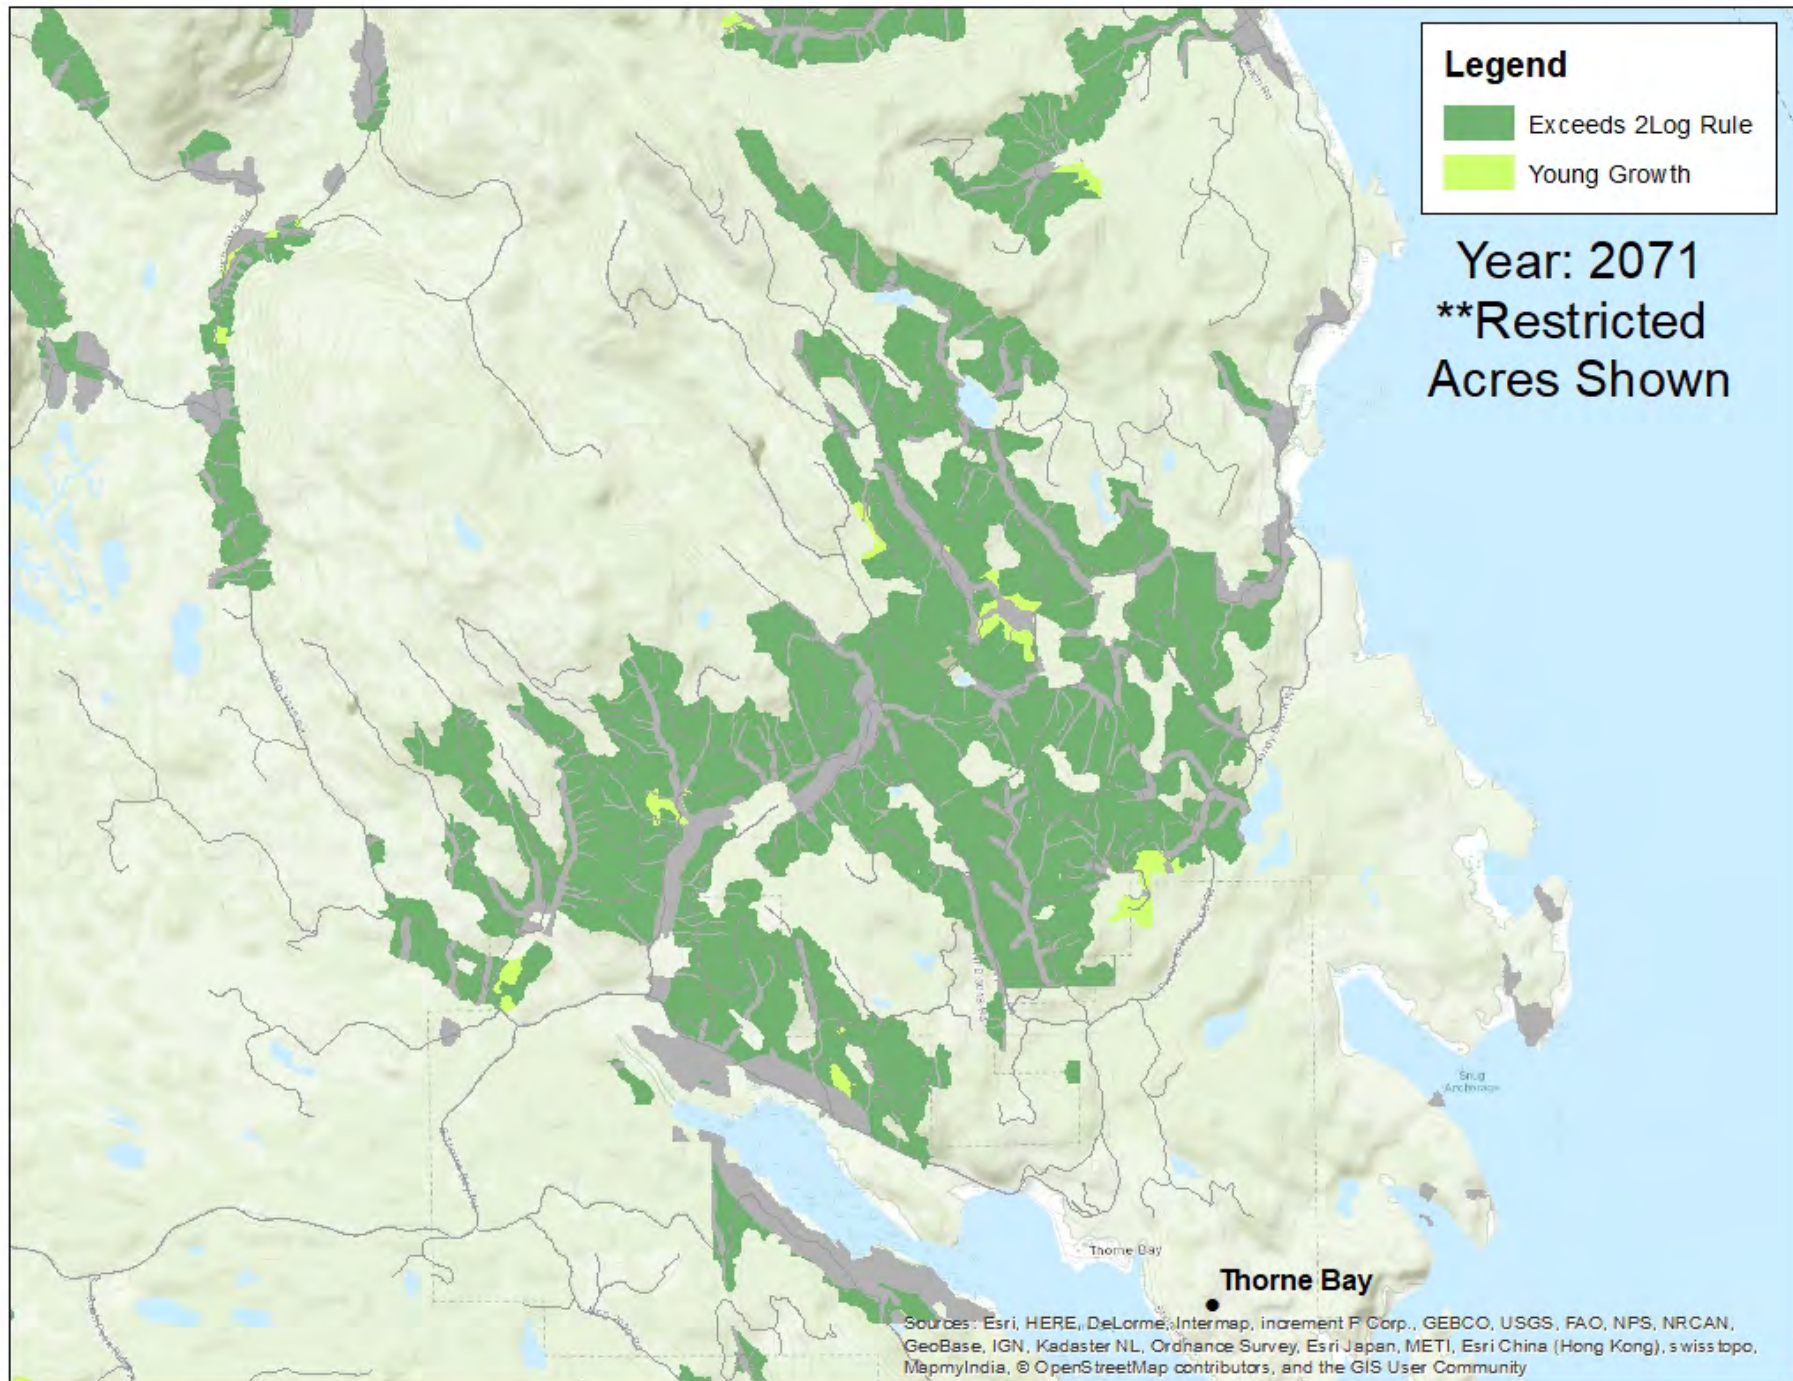 Legend
Exceeds 2Log Rule
Young Growth
Year: 2071
**Restricted
Acres Shown
Snug
Anchorage
Thorne Bay
Thorne Bay
Sources: Esri, HERE, DeLorme, Intermap, increment P Corp., GEBCO, USGS, FAO, NPS, NRCAN,
GeoBase, IGN, Kadaster NL, Ordnance Survey, Esri Japan, METI, Esri China (Hong Kong), swisstopo,
MapmyIndia, © OpenStreetMap contributors, and the GIS User Community